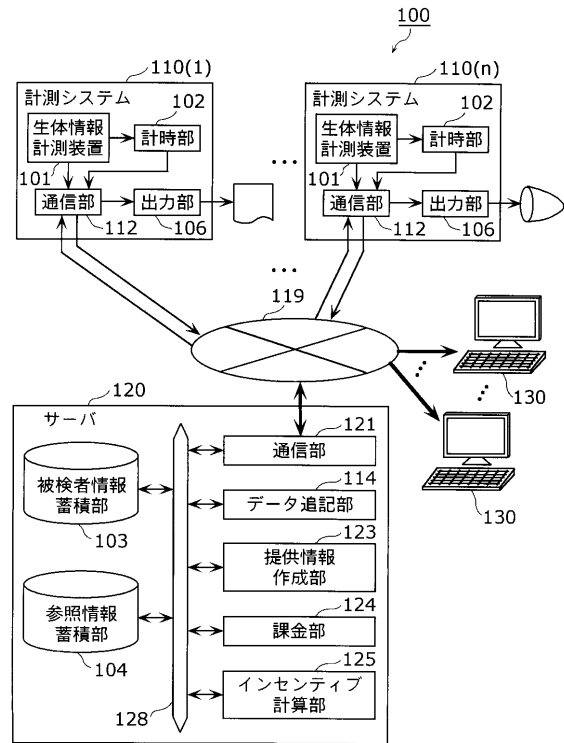 100
110(1)
計測システム
102
生体情報
計測装置
計時部
101
通信部
出力部
112
106
...
110(n)
計測システム
102
生体情報
計測装置
計時部
101
通信部
出力部
112
106
...
119
130
130
120
サーバ
121
通信部
被検者情報
蓄積部
103
114
データ追記部
123
提供情報
作成部
参照情報
蓄積部
104
124
課金部
125
インセンティブ
計算部
128